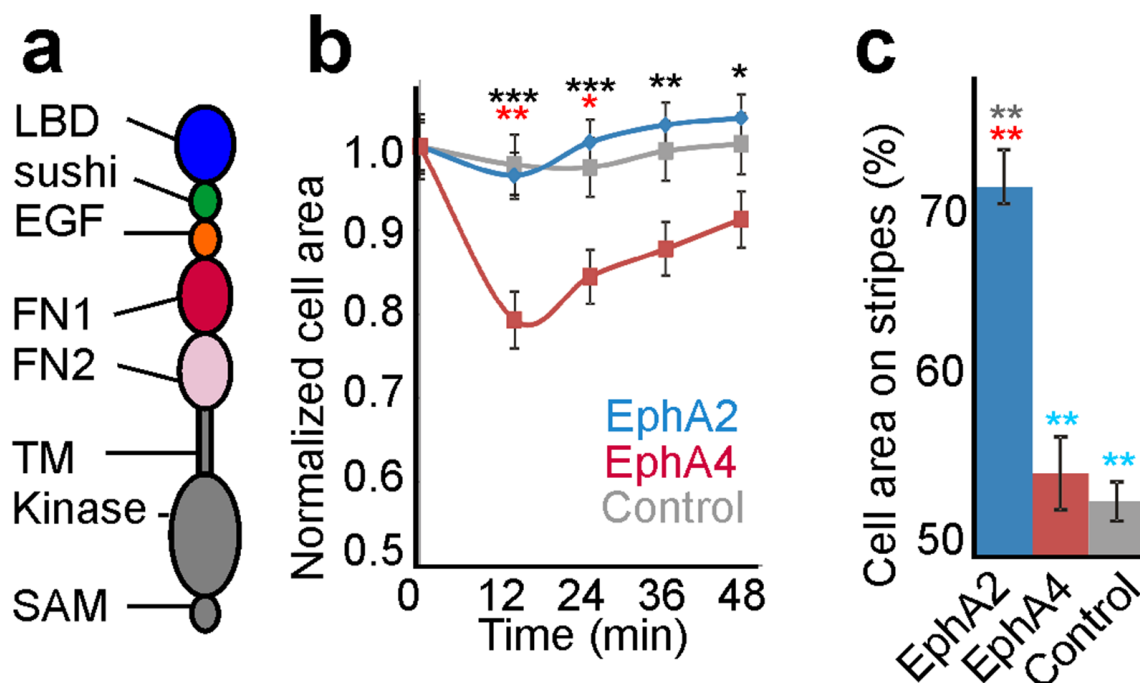 a
LBD
sushi
EGF
FN1
FN2
TM
Kinase
SAM
b
Normalized cell area
1.0
0.9
0.8
0.7
0.6
0.5
*** *** ** *
** *
EphA2
EphA4
Control
0 12 24 36 48
Time (min)
c
Cell area on stripes (%)
70
60
50
**
**
**
**
EphA2
EphA4
Control